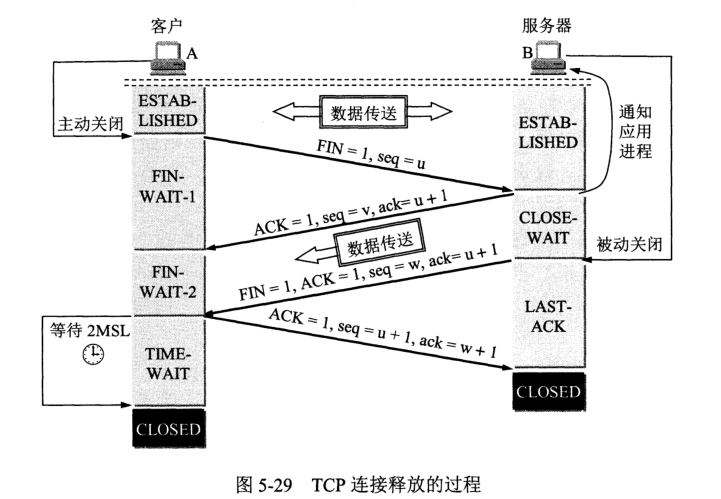 客户
服务器
A
B
主动关闭
ESTAB-
LISHED
数据传送
ESTAB-
LISHED
通知
应用
进程
FIN = 1, seq = u
FIN-
WAIT-1
ACK = 1, seq = v, ack= u + 1
CLOSE-
WAIT
数据传送
被动关闭
FIN-
WAIT-2
FIN = 1, ACK = 1, seq = w, ack= u + 1
LAST-
ACK
等待 2MSL
ACK = 1, seq = u + 1, ack = w + 1
TIME-
WAIT
CLOSED
CLOSED
图 5-29 TCP 连接释放的过程